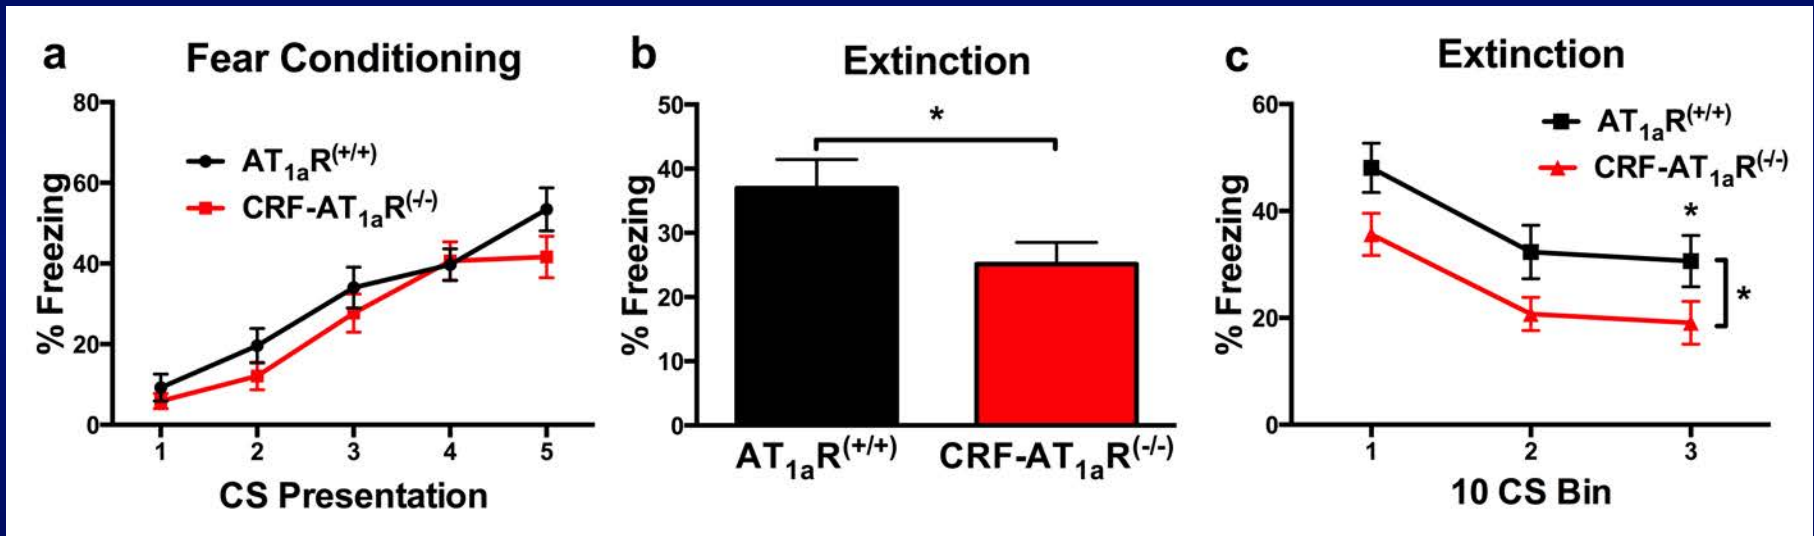 a
Fear Conditioning
% Freezing
80
60
40
20
0
AT1aR(+/+)
CRF-AT1aR(-/-)
1 2 3 4 5
CS Presentation
b
Extinction
% Freezing
50
40
30
20
10
0
*
AT1aR(+/+) CRF-AT1aR(-/-)
c
Extinction
% Freezing
60
40
20
0
AT1aR(+/+)
CRF-AT1aR(-/-)
*
*
1 2 3
10 CS Bin